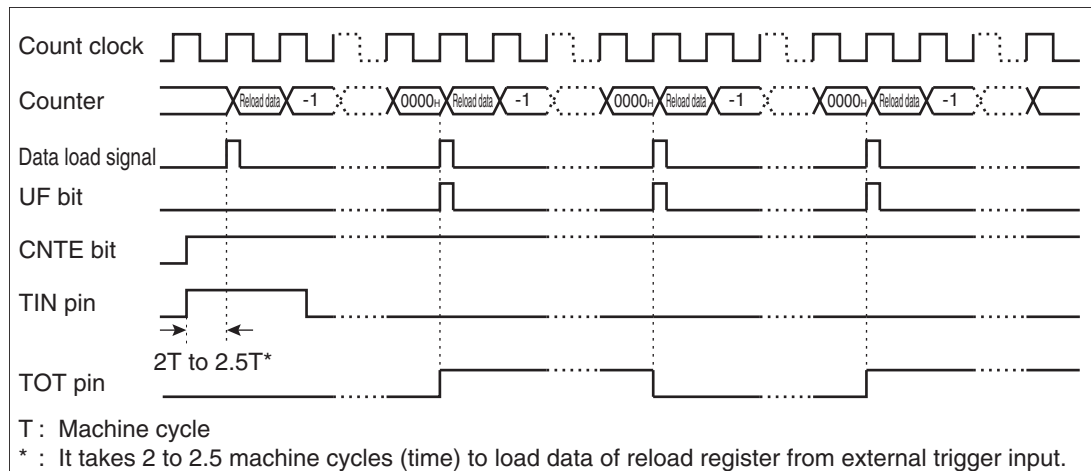 Count clock
Counter Reload data -1 0000H Reload data -1 0000H Reload data -1 0000H Reload data -1
Data load signal
UF bit
CNTE bit
TIN pin
2T to 2.5T*
TOT pin
T : Machine cycle
* : It takes 2 to 2.5 machine cycles (time) to load data of reload register from external trigger input.